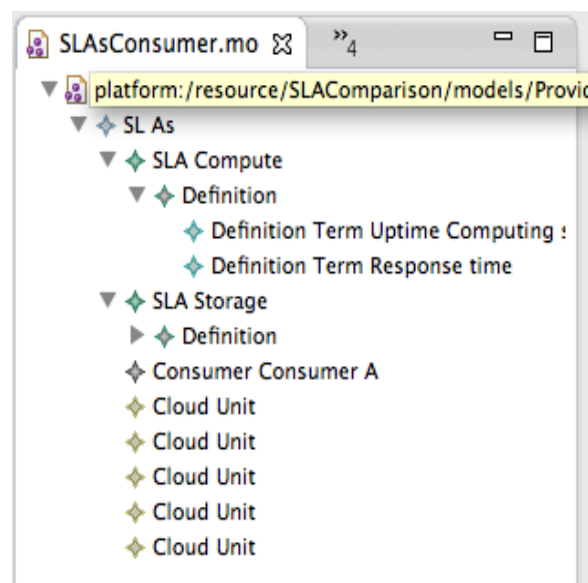 SLAsConsumer.mo »4
platform:/resource/SLAComparison/models/Provid
SL As
SLA Compute
Definition
Definition Term Uptime Computing s
Definition Term Response time
SLA Storage
Definition
Consumer Consumer A
Cloud Unit
Cloud Unit
Cloud Unit
Cloud Unit
Cloud Unit